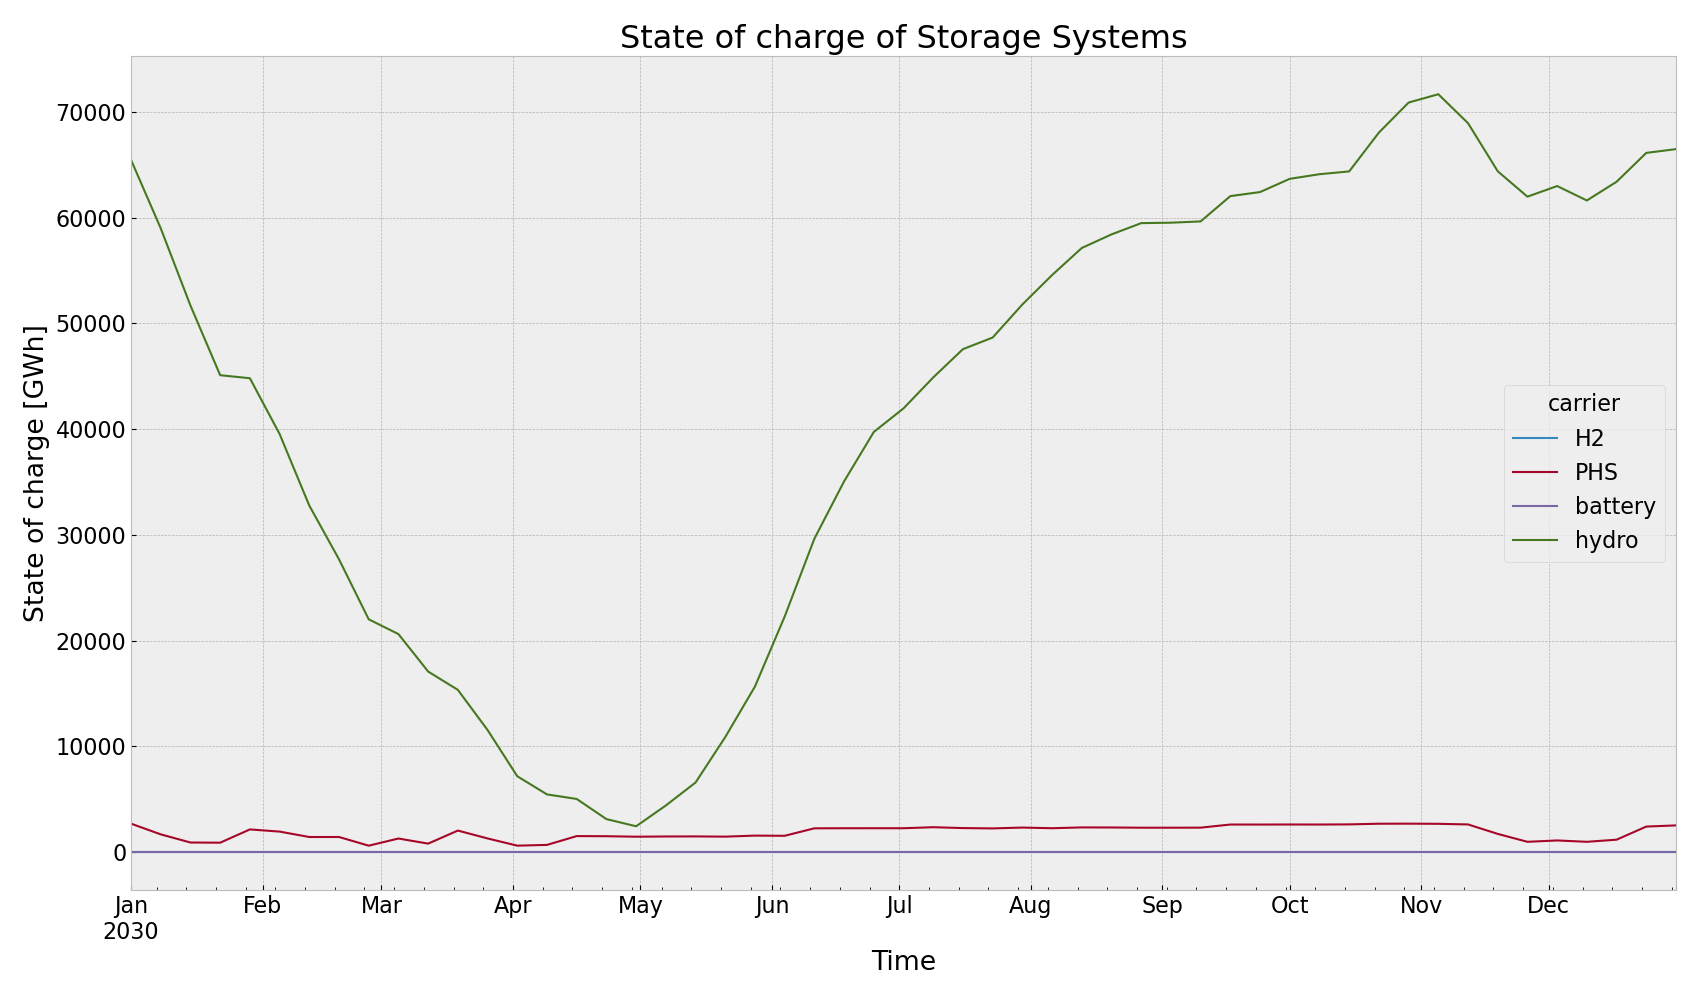 State of charge of Storage Systems
State of charge [GWh]
70000
60000
50000
40000
30000
20000
10000
0
carrier
H2
PHS
battery
hydro
Jan Feb Mar Apr May Jun Jul Aug Sep Oct Nov Dec
2030
Time